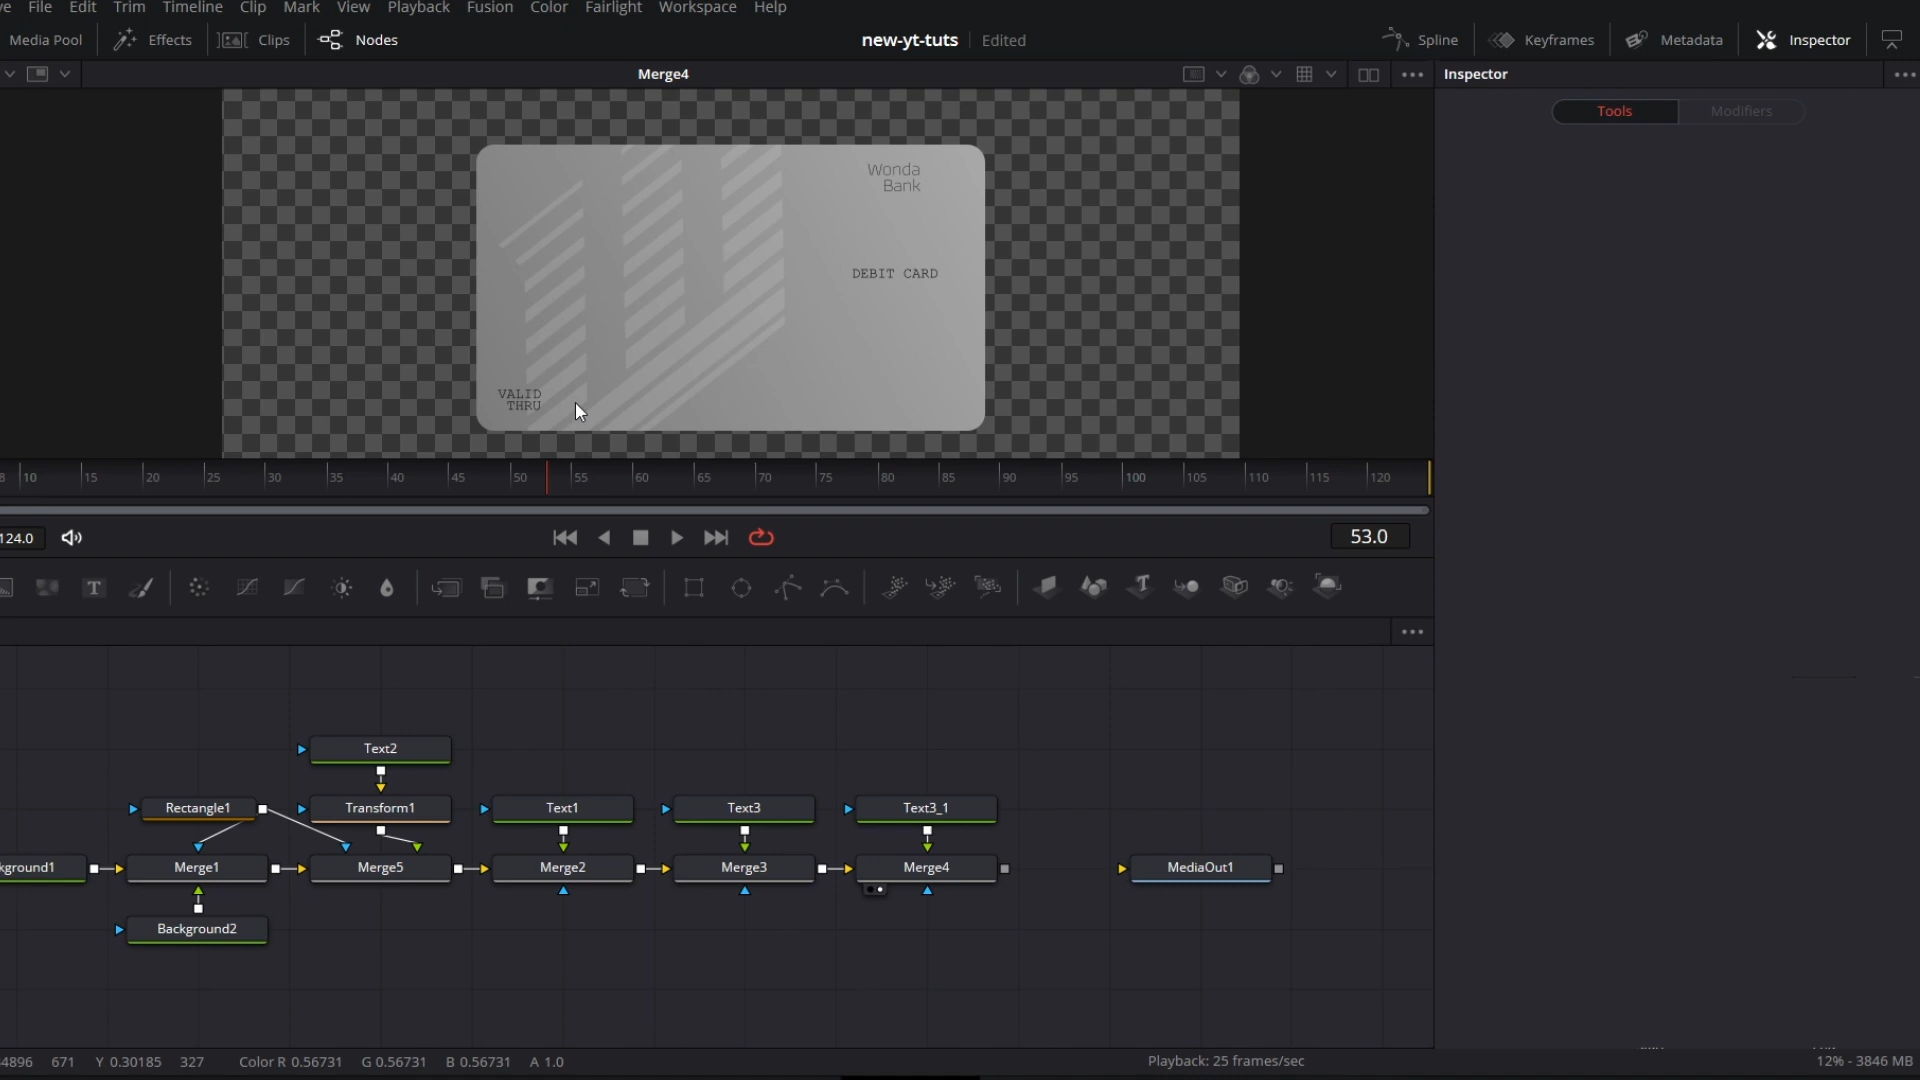 File Edit Trim Timeline Clip Mark View Playback Fusion Color Fairlight Workspace Help
Media Pool Effects Clips Nodes new-yt-tuts Edited Spline Keyframes Metadata Inspector
Merge4 Inspector
Tools Modifiers
Wonda
Bank
DEBIT CARD
VALID
THRU
10 15 20 25 30 35 40 45 50 55 60 65 70 75 80 85 90 95 100 105 110 115 120
124.0 53.0
T T
Text2
Rectangle1 Transform1 Text1 Text3 Text3_1
kground1 Merge1 Merge5 Merge2 Merge3 Merge4 MediaOut1
Background2
4896 671 Y 0.30185 327 Color R 0.56731 G 0.56731 B 0.56731 A 1.0 Playback: 25 frames/sec 12% - 3846 MB